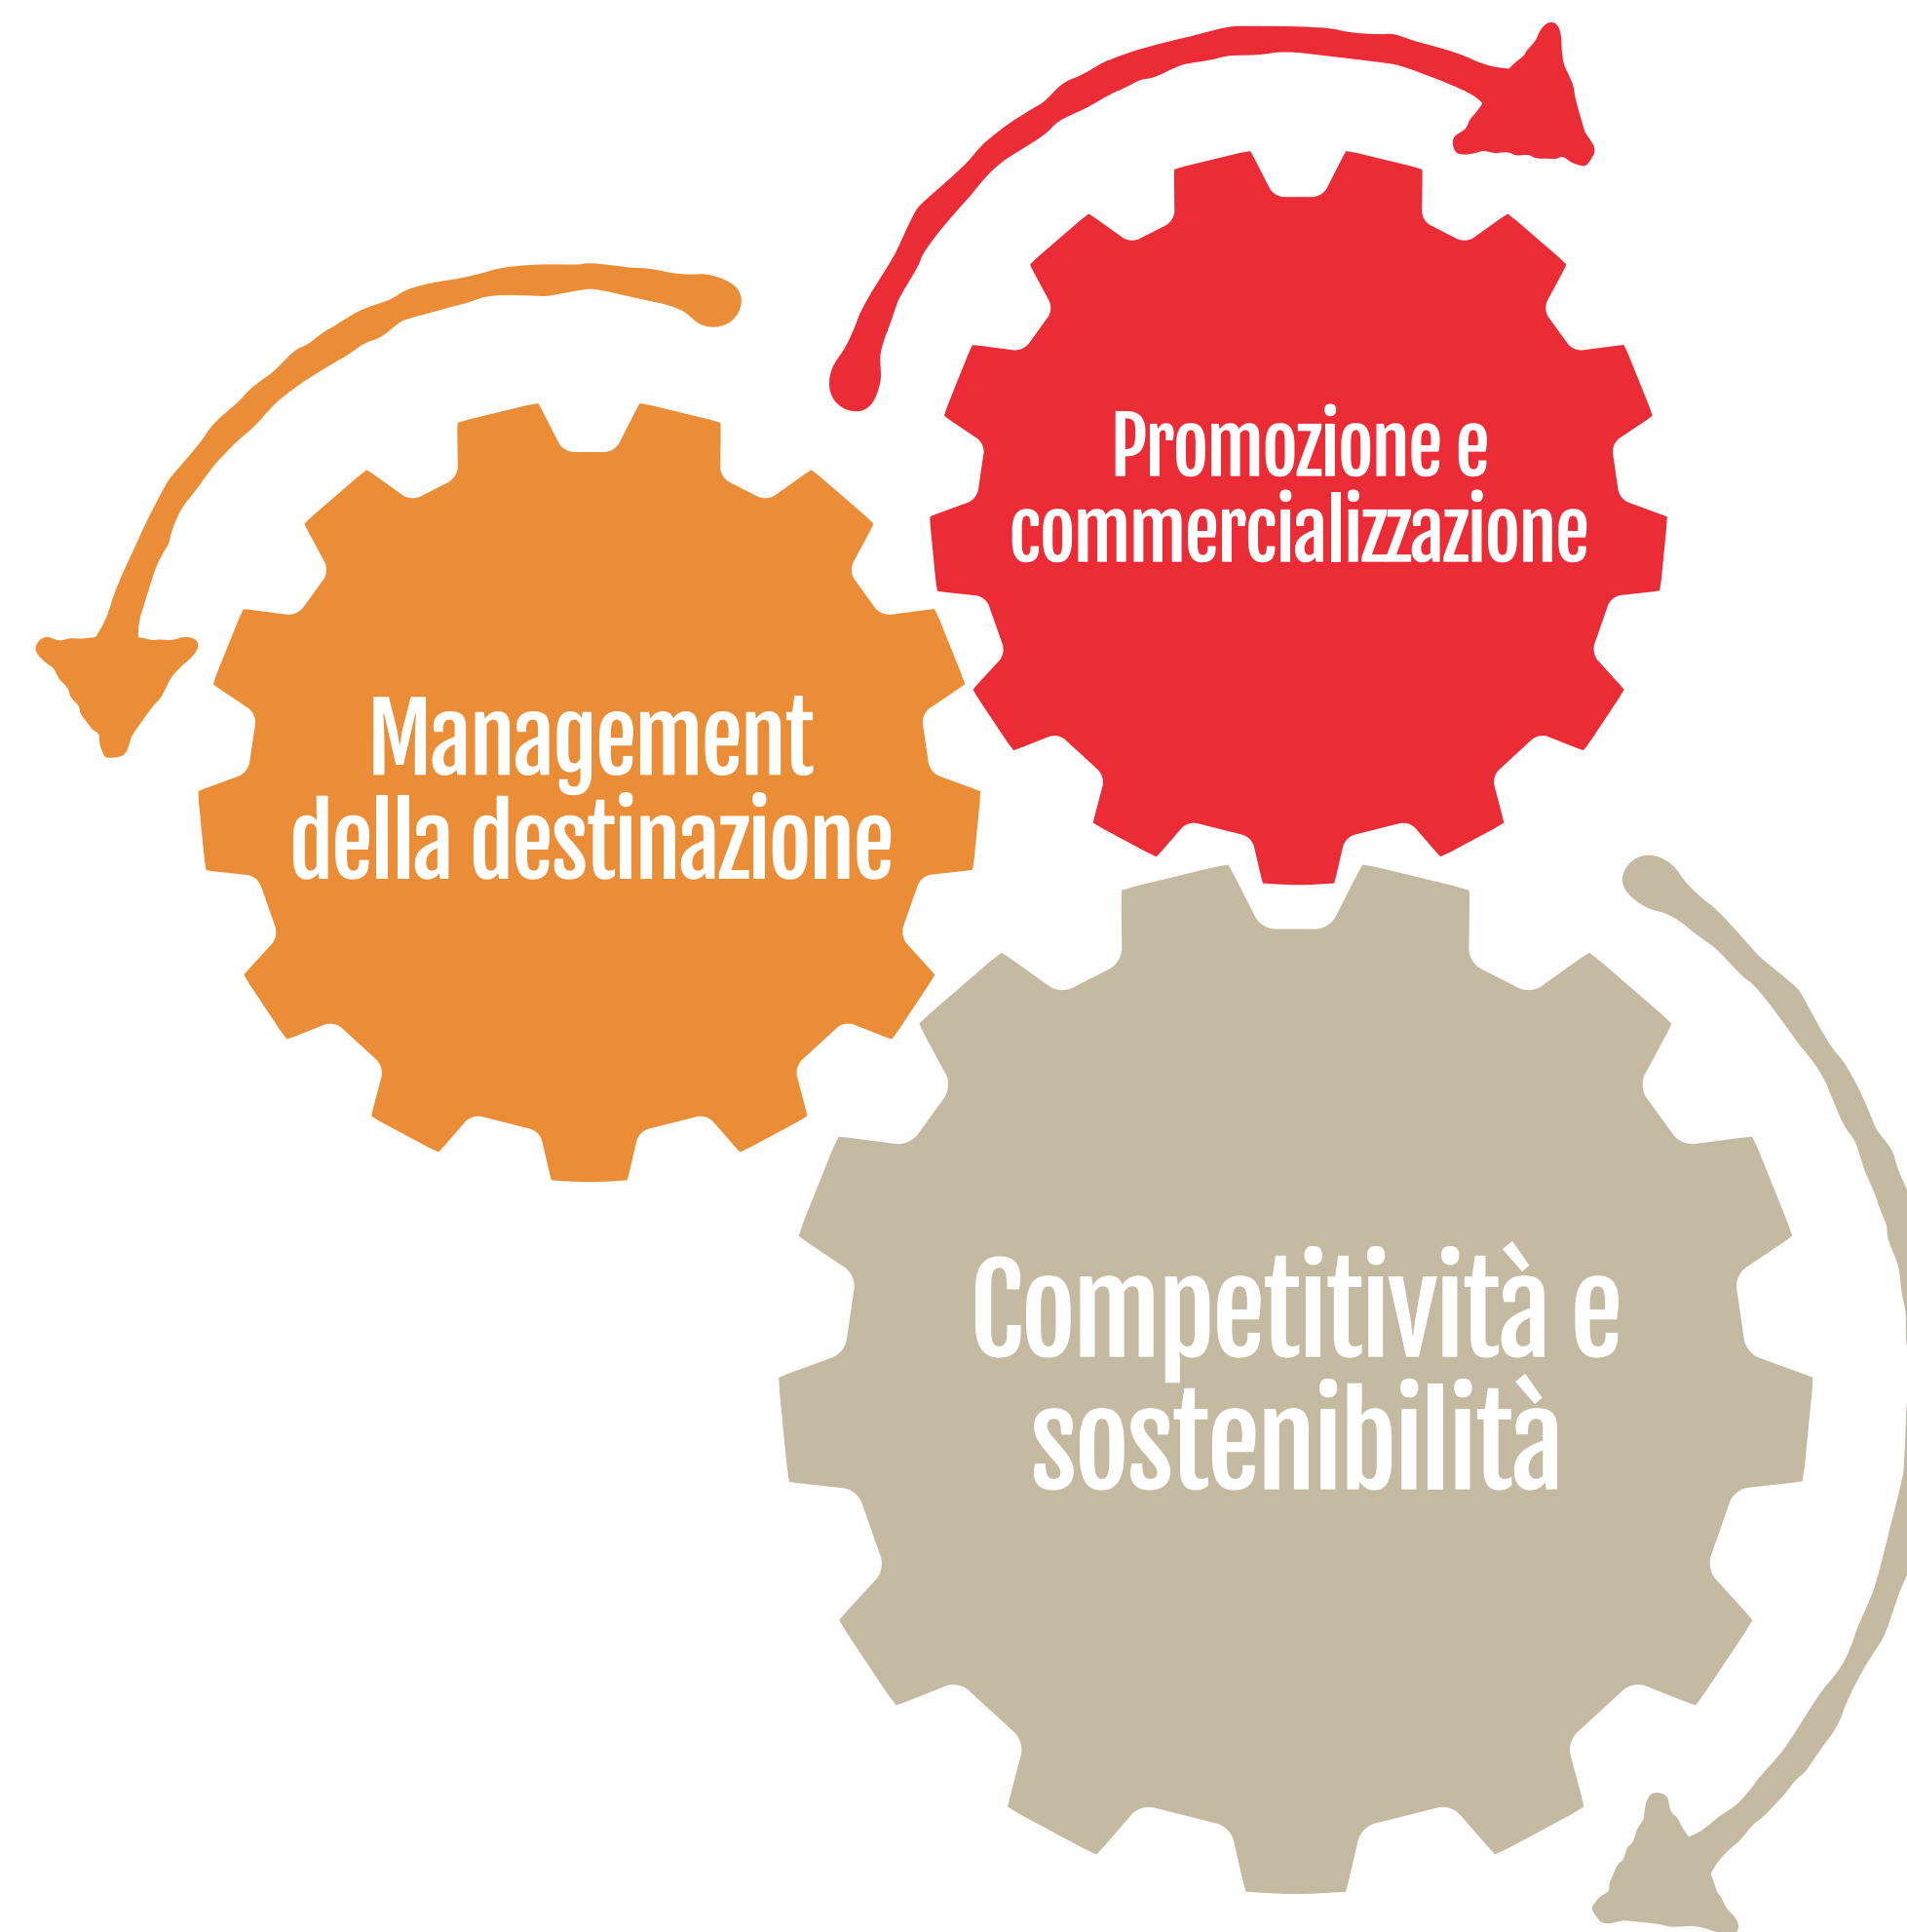 Promozione e
commercializzazione
Management
della destinazione
Competitività e
sostenibilità